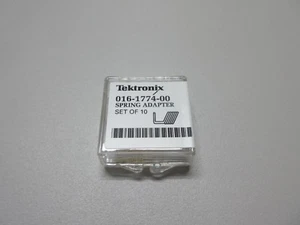 Tektronix
016-1774-00
SPRING ADAPTER
SET OF 10